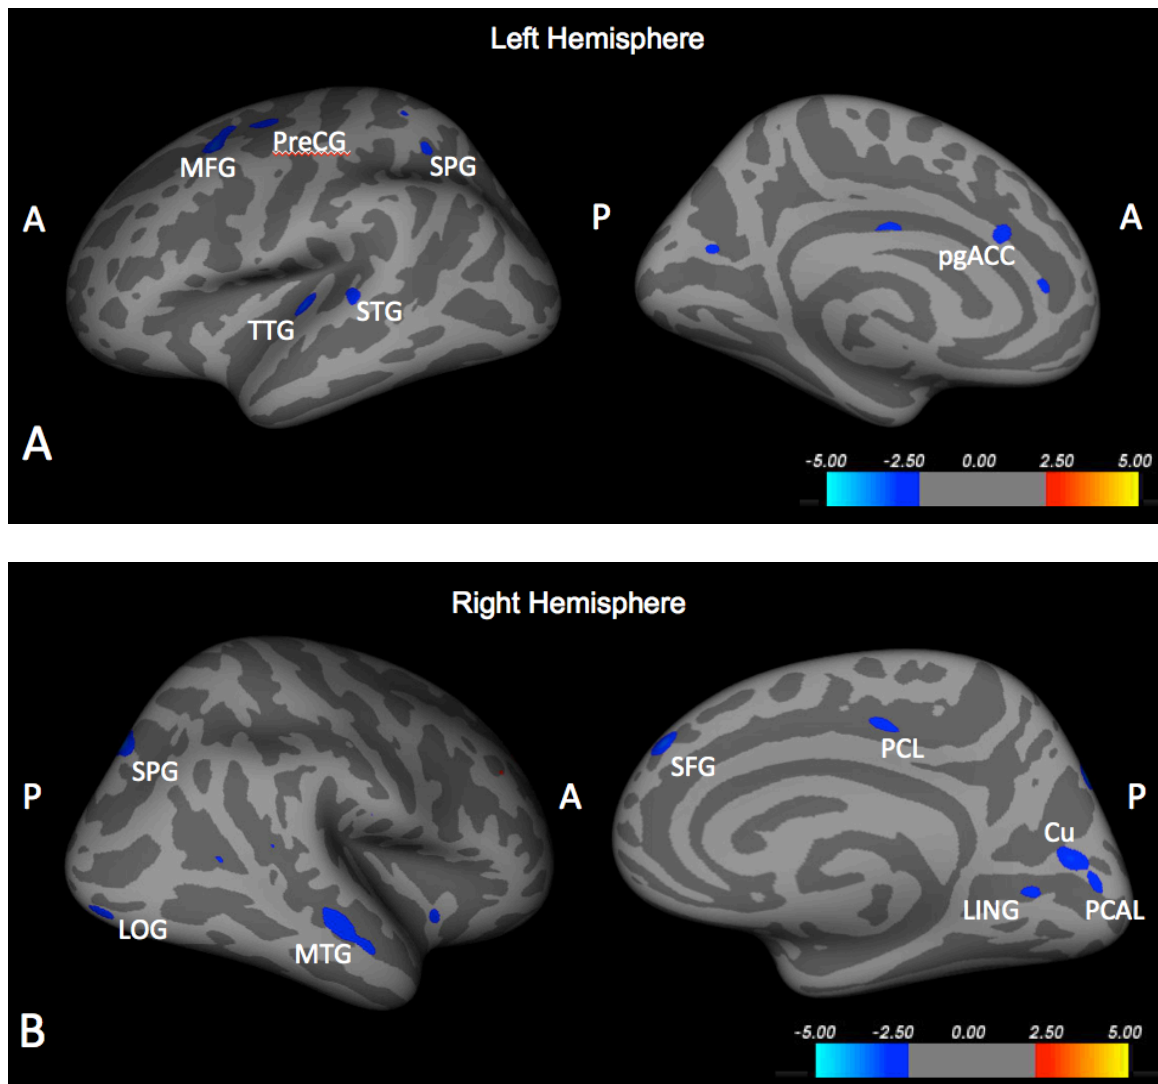 Left Hemisphere
MFG
PreCG
SPG
A
P
A
pgACC
TTG
STG
A
-5.00 -2.50 0.00 2.50 5.00
Right Hemisphere
SPG
P
A
SFG
PCL
P
Cu
LOG
MTG
LING
PCAL
B
-5.00 -2.50 0.00 2.50 5.00